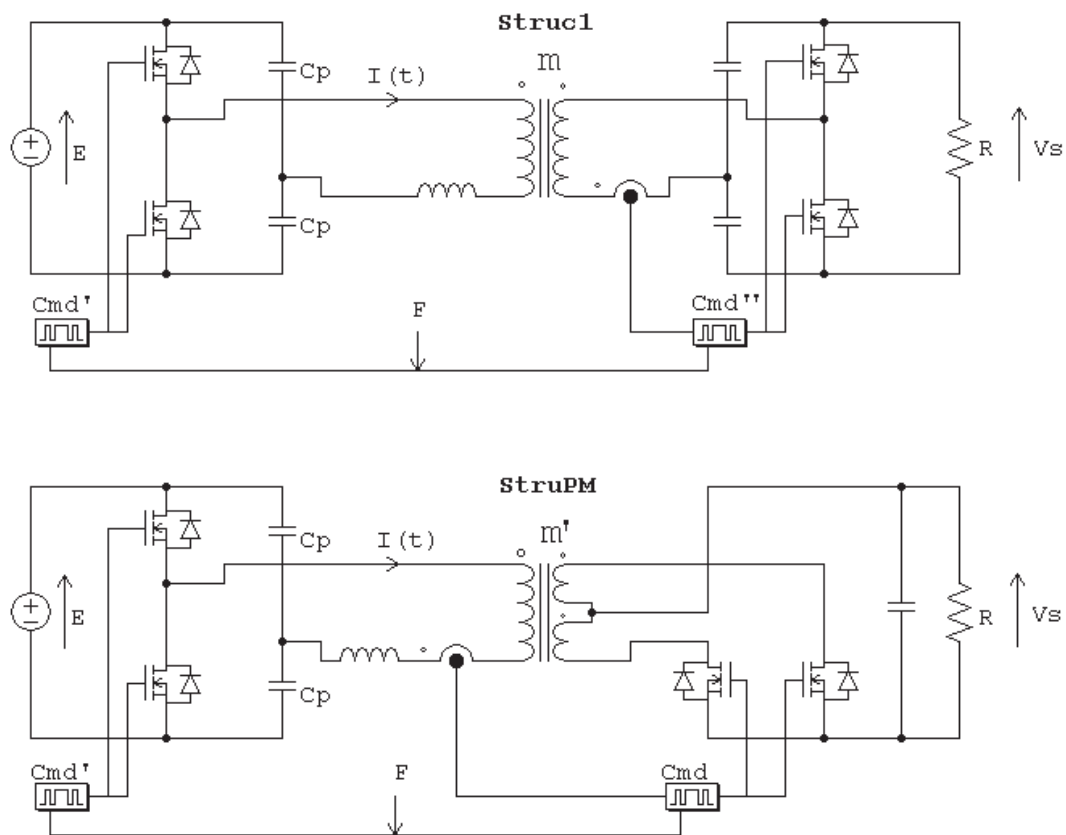 Struc1
I(t)
m
Cp
Cp
E
R
Vs
Cmd'
F
Cmd''
StruPM
I(t)
m'
Cp
Cp
E
R
Vs
Cmd'
F
Cmd